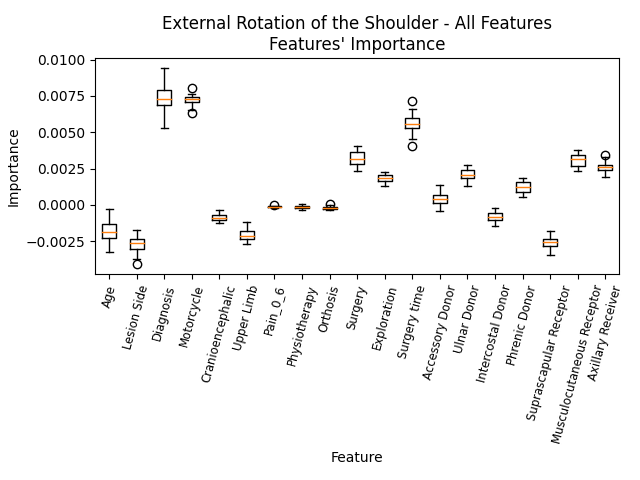 External Rotation of the Shoulder - All Features
Features' Importance
0.0100
0.0075
0.0050
0.0025
0.0000
−0.0025
Importance
Age
Lesion Side
Diagnosis
Motorcycle
Cranioencephalic
Upper Limb
Pain_0_6
Physiotherapy
Orthosis
Surgery
Exploration
Surgery time
Accessory Donor
Ulnar Donor
Intercostal Donor
Phrenic Donor
Suprascapular Receptor
Musculocutaneous Receptor
Axillary Receiver
Feature